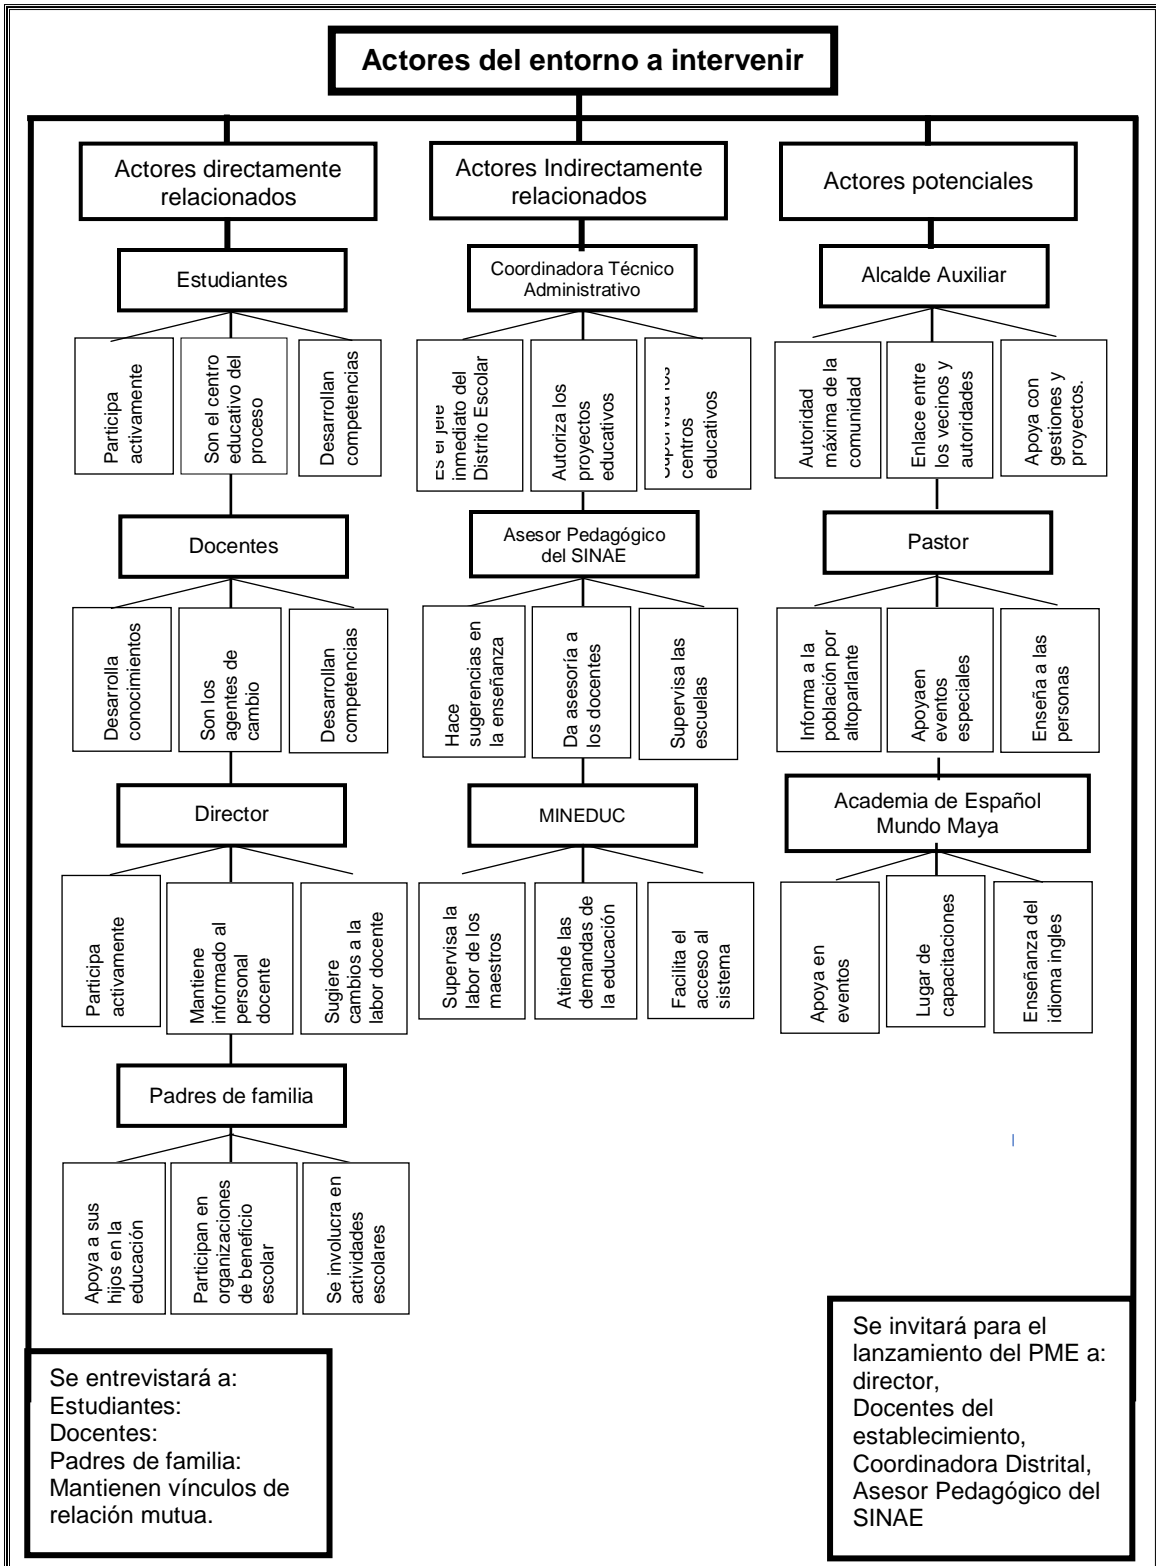 Actores del entorno a intervenir
Actores directamente
relacionados
Actores Indirectamente
relacionados
Actores potenciales
Estudiantes
Coordinadora Técnico
Administrativo
Alcalde Auxiliar
Participa
activamente
Son el centro
educativo del
proceso
Desarrollan
competencias
Es el jefe
inmediato del
Distrito Escolar
Autoriza los
proyectos
educativos
Supervisa los
centros
educativos
Autoridad
máxima de la
comunidad
Enlace entre
los vecinos y
autoridades
Apoya con
gestiones y
proyectos.
Docentes
Asesor Pedagógico
del SINAE
Pastor
Desarrolla
conocimientos
Son los
agentes de
cambio
Desarrollan
competencias
Hace
sugerencias en
la enseñanza
Da asesoría a
los docentes
Supervisa las
escuelas
Informa a la
población por
altoparlante
Apoyaen
eventos
especiales
Enseña a las
personas
Director
MINEDUC
Academia de Español
Mundo Maya
Participa
activamente
Mantiene
informado al
personal
docente
Sugiere
cambios a la
labor docente
Supervisa la
labor de los
maestros
Atiende las
demandas de
la educación
Facilita el
acceso al
sistema
Apoya en
eventos
Lugar de
capacitaciones
Enseñanza del
idioma ingles
Padres de familia
Apoya a sus
hijos en la
educación
Participan en
organizaciones
de beneficio
escolar
Se involucra en
actividades
escolares
Se entrevistará a:
Estudiantes:
Docentes:
Padres de familia:
Mantienen vínculos de
relación mutua.
Se invitará para el
lanzamiento del PME a:
director,
Docentes del
establecimiento,
Coordinadora Distrital,
Asesor Pedagógico del
SINAE